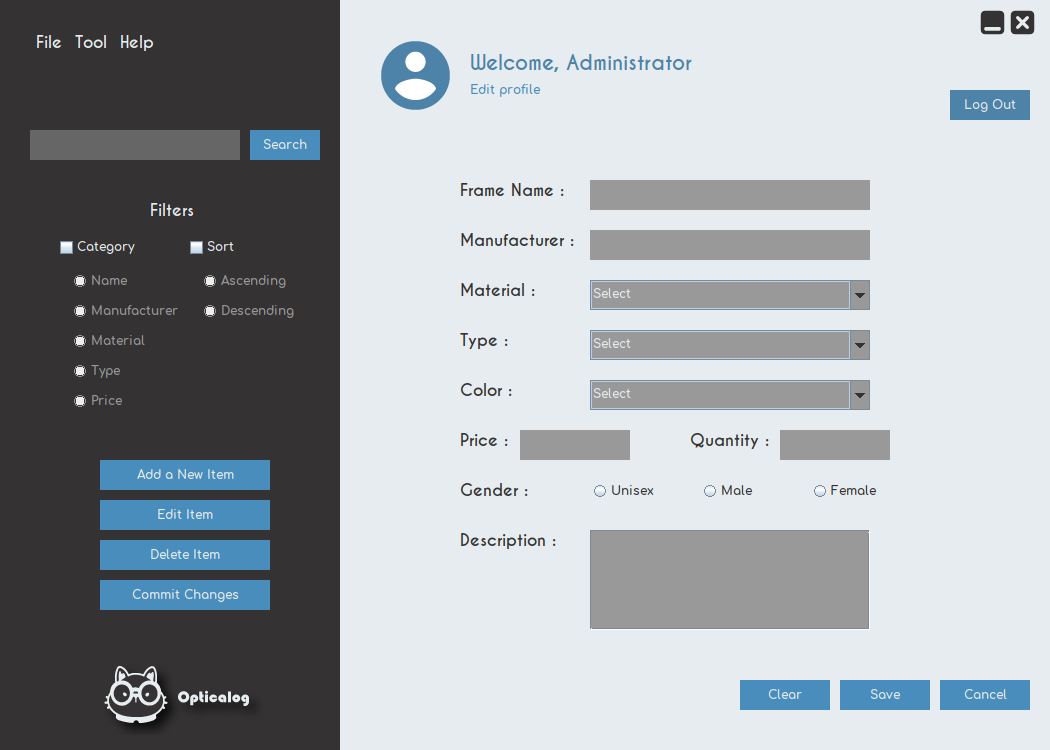 File Tool Help
Search
Filters
Category Sort
Name Ascending
Manufacturer Descending
Material
Type
Price
Add a New Item
Edit Item
Delete Item
Commit Changes
Opticalog
Welcome, Administrator
Edit profile
Log Out
Frame Name :
Manufacturer :
Material : Select
Type : Select
Color : Select
Price : Quantity :
Gender : Unisex Male Female
Description :
Clear Save Cancel